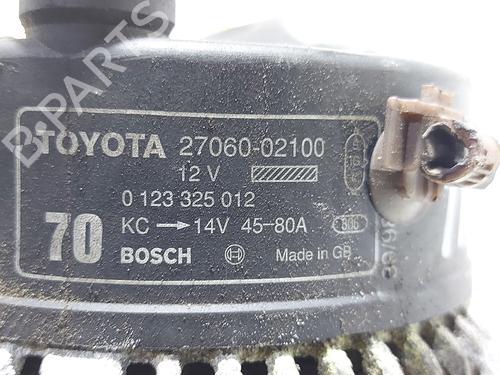 B-PARTS
TOYOTA 27060-02100
12 V
0 123 325 012
KC → 14V 45-80A
70 BOSCH Made in GB